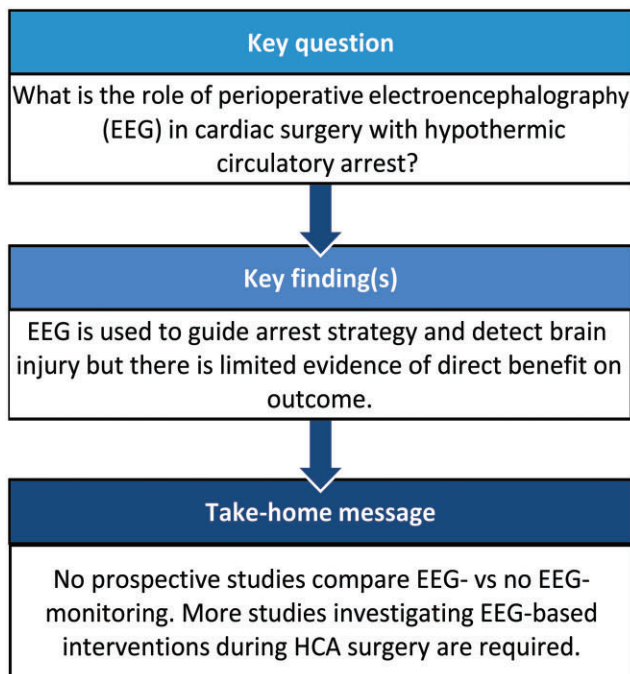 Key question
What is the role of perioperative electroencephalography
(EEG) in cardiac surgery with hypothermic
circulatory arrest?
Key finding(s)
EEG is used to guide arrest strategy and detect brain
injury but there is limited evidence of direct benefit on
outcome.
Take-home message
No prospective studies compare EEG- vs no EEG-
monitoring. More studies investigating EEG-based
interventions during HCA surgery are required.